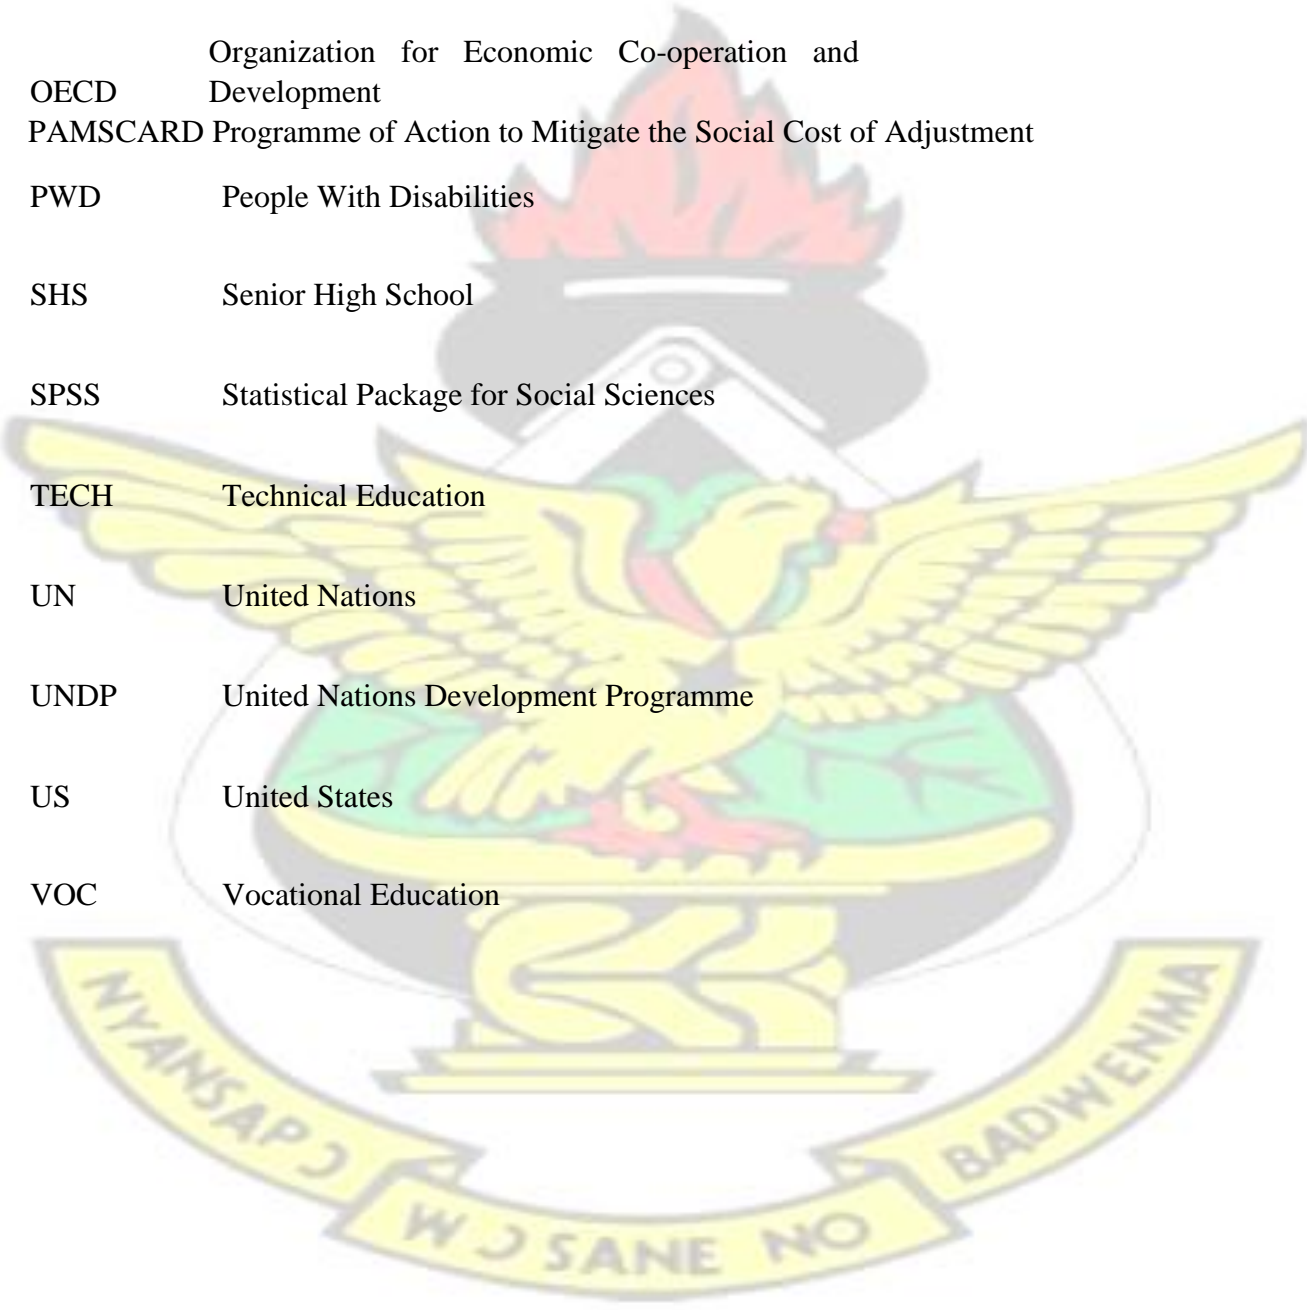 Organization for Economic Co-operation and
OECD Development
PAMSCARD Programme of Action to Mitigate the Social Cost of Adjustment
PWD People With Disabilities
SHS Senior High School
SPSS Statistical Package for Social Sciences
TECH Technical Education
UN United Nations
UNDP United Nations Development Programme
US United States
VOC Vocational Education
NYANSAPƆ
WƆ SANE NO
BADWENMA